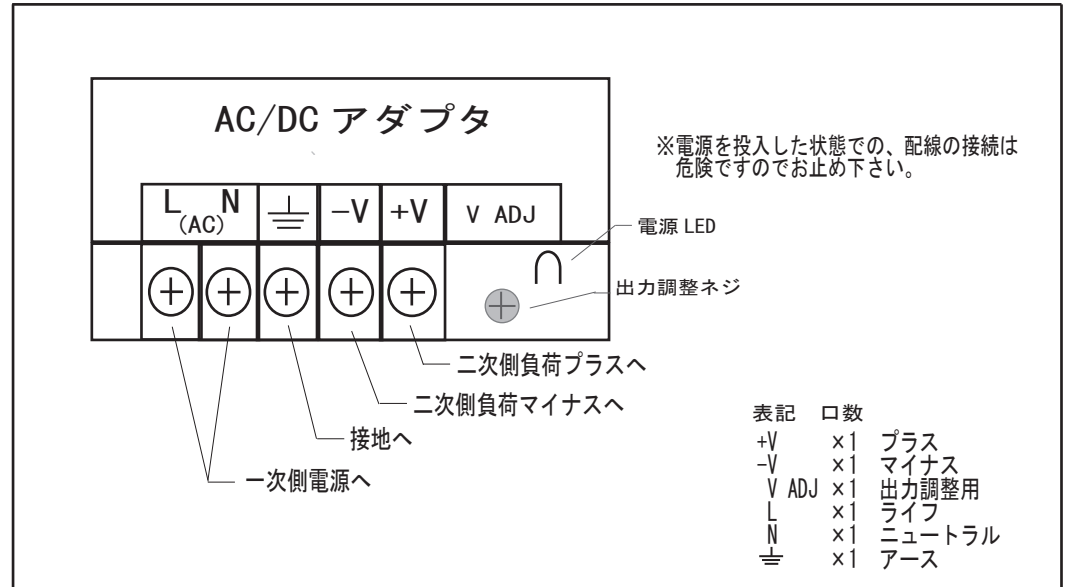 AC/DC アダプタ
※電源を投入した状態での、配線の接続は
危険ですのでお止め下さい。
L N
(AC)
-V
+V
V ADJ
電源 LED
出力調整ネジ
二次側負荷プラスへ
二次側負荷マイナスへ
接地へ
一次側電源へ
表記 口数
+V ×1 プラス
-V ×1 マイナス
V ADJ ×1 出力調整用
L ×1 ライフ
N ×1 ニュートラル
⏚ ×1 アース